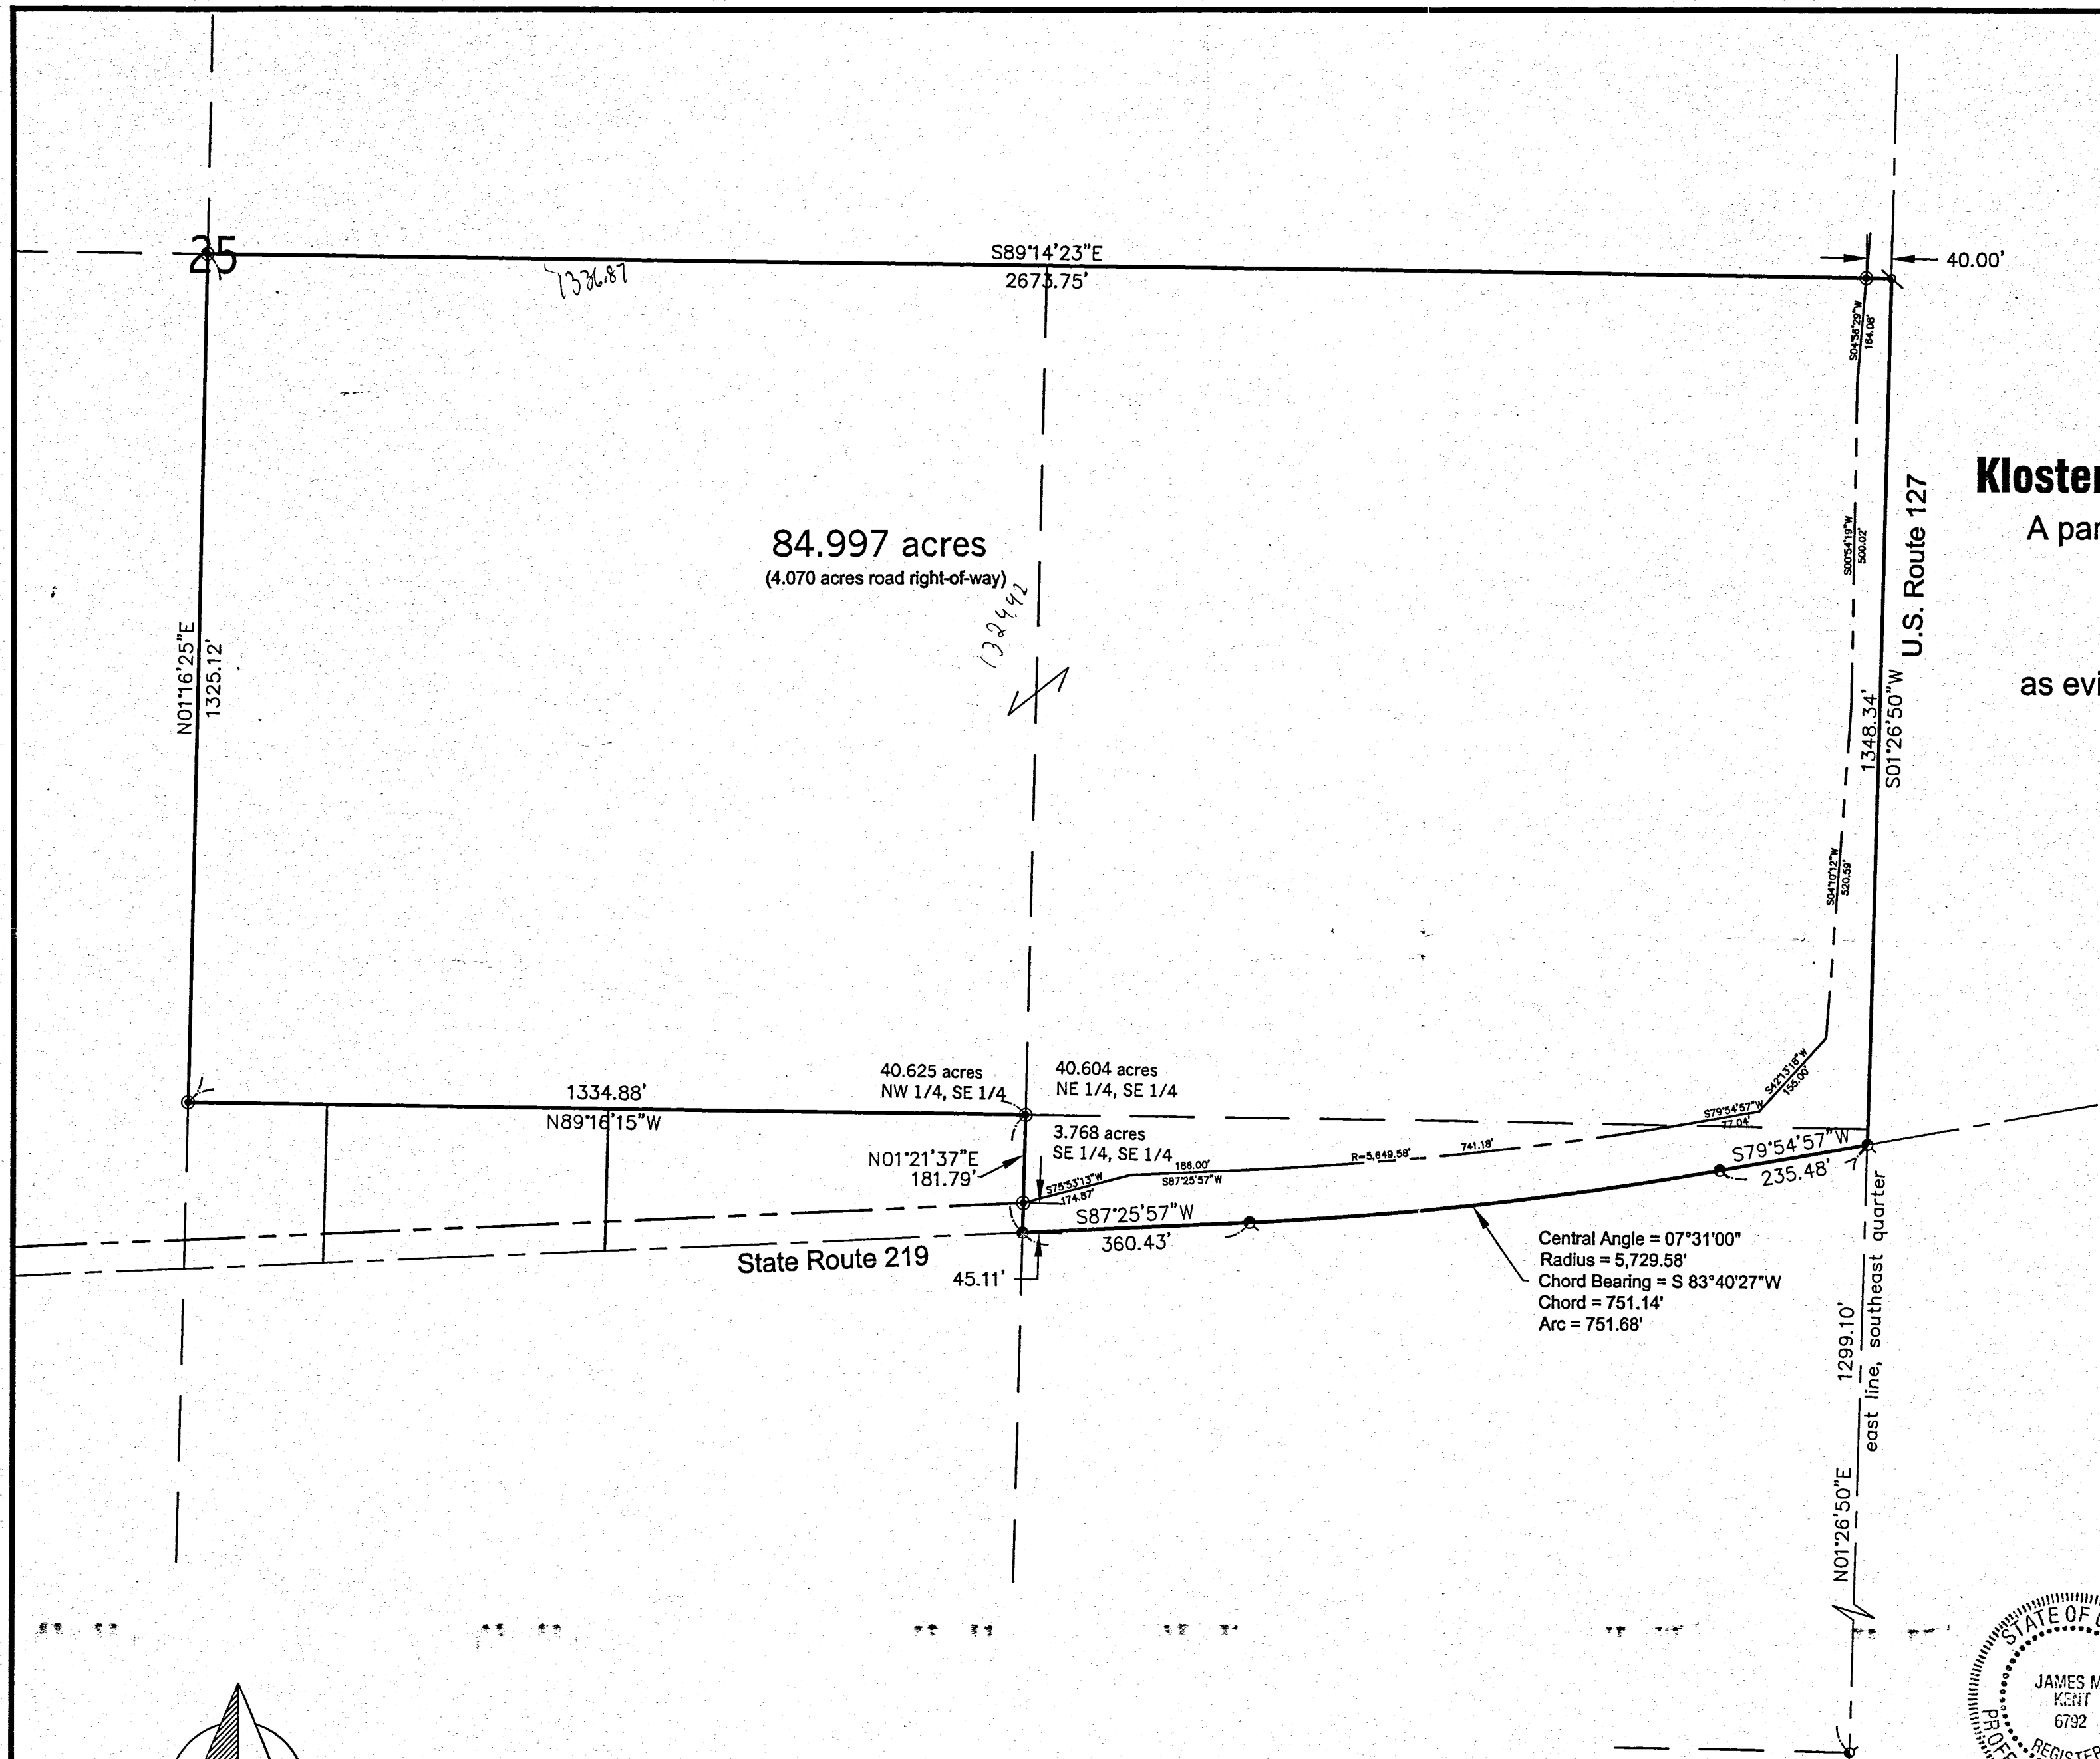 25
1336.87
S89°14'23"E
2673.75'
40.00'
S04°56'29"W
164.08'
Kloster
A par
U.S. Route 127
S00°54'19"W
500.02'
84.997 acres
(4.070 acres road right-of-way)
1324.42
as evi
N01°16'25"E
1325.12'
1348.34'
S01°26'50"W
S04°10'12"W
520.59'
40.625 acres
NW 1/4, SE 1/4
40.604 acres
NE 1/4, SE 1/4
1334.88'
N89°16'15"W
S42°13'18"W
155.00'
S79°54'57"W
77.04'
3.768 acres
SE 1/4, SE 1/4
N01°21'37"E
181.79'
S75°53'13"W
174.87'
186.00'
S87°25'57"W
R=5,649.58'
741.18'
S79°54'57"W
235.48'
S87°25'57"W
360.43'
State Route 219
45.11'
Central Angle = 07°31'00"
Radius = 5,729.58'
Chord Bearing = S 83°40'27"W
Chord = 751.14'
Arc = 751.68'
1299.10'
east line, southeast quarter
N01°26'50"E
STATE OF
JAMES M
KENT
6792
PROFES
REGISTER